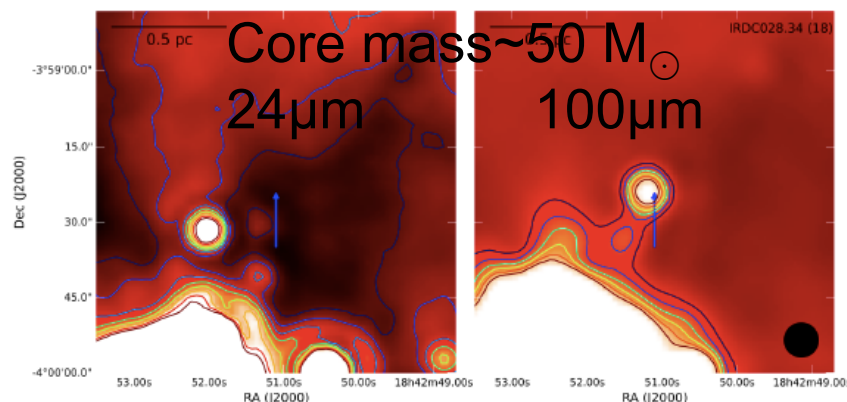 Core mass~50 M☉
0.5 pc
0.5 pc
IRDC028.34 (18)
24µm
100µm
Dec (J2000)
-3°59'00.0"
15.0"
30.0"
45.0"
-4°00'00.0"
53.00s 52.00s 51.00s 50.00s 18h42m49.00s
53.00s 52.00s 51.00s 50.00s 18h42m49.00s
RA (J2000)
RA (J2000)